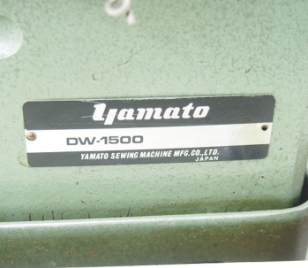 Yamato
DW-1500
YAMATO SEWING MACHINE MFG.CO.,LTD.
JAPAN